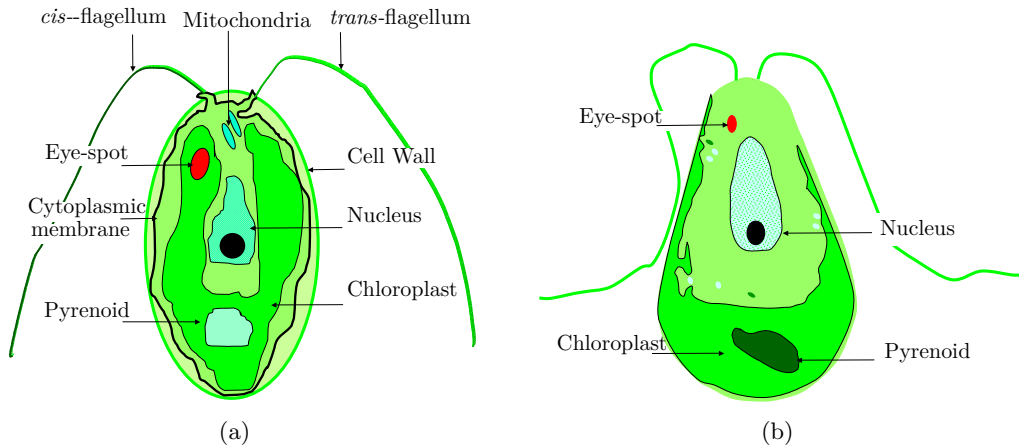 cis--flagellum
Mitochondria
trans-flagellum
Eye-spot
Cell Wall
Cytoplasmic
membrane
Nucleus
Pyrenoid
Chloroplast
(a)
Eye-spot
Nucleus
Chloroplast
Pyrenoid
(b)